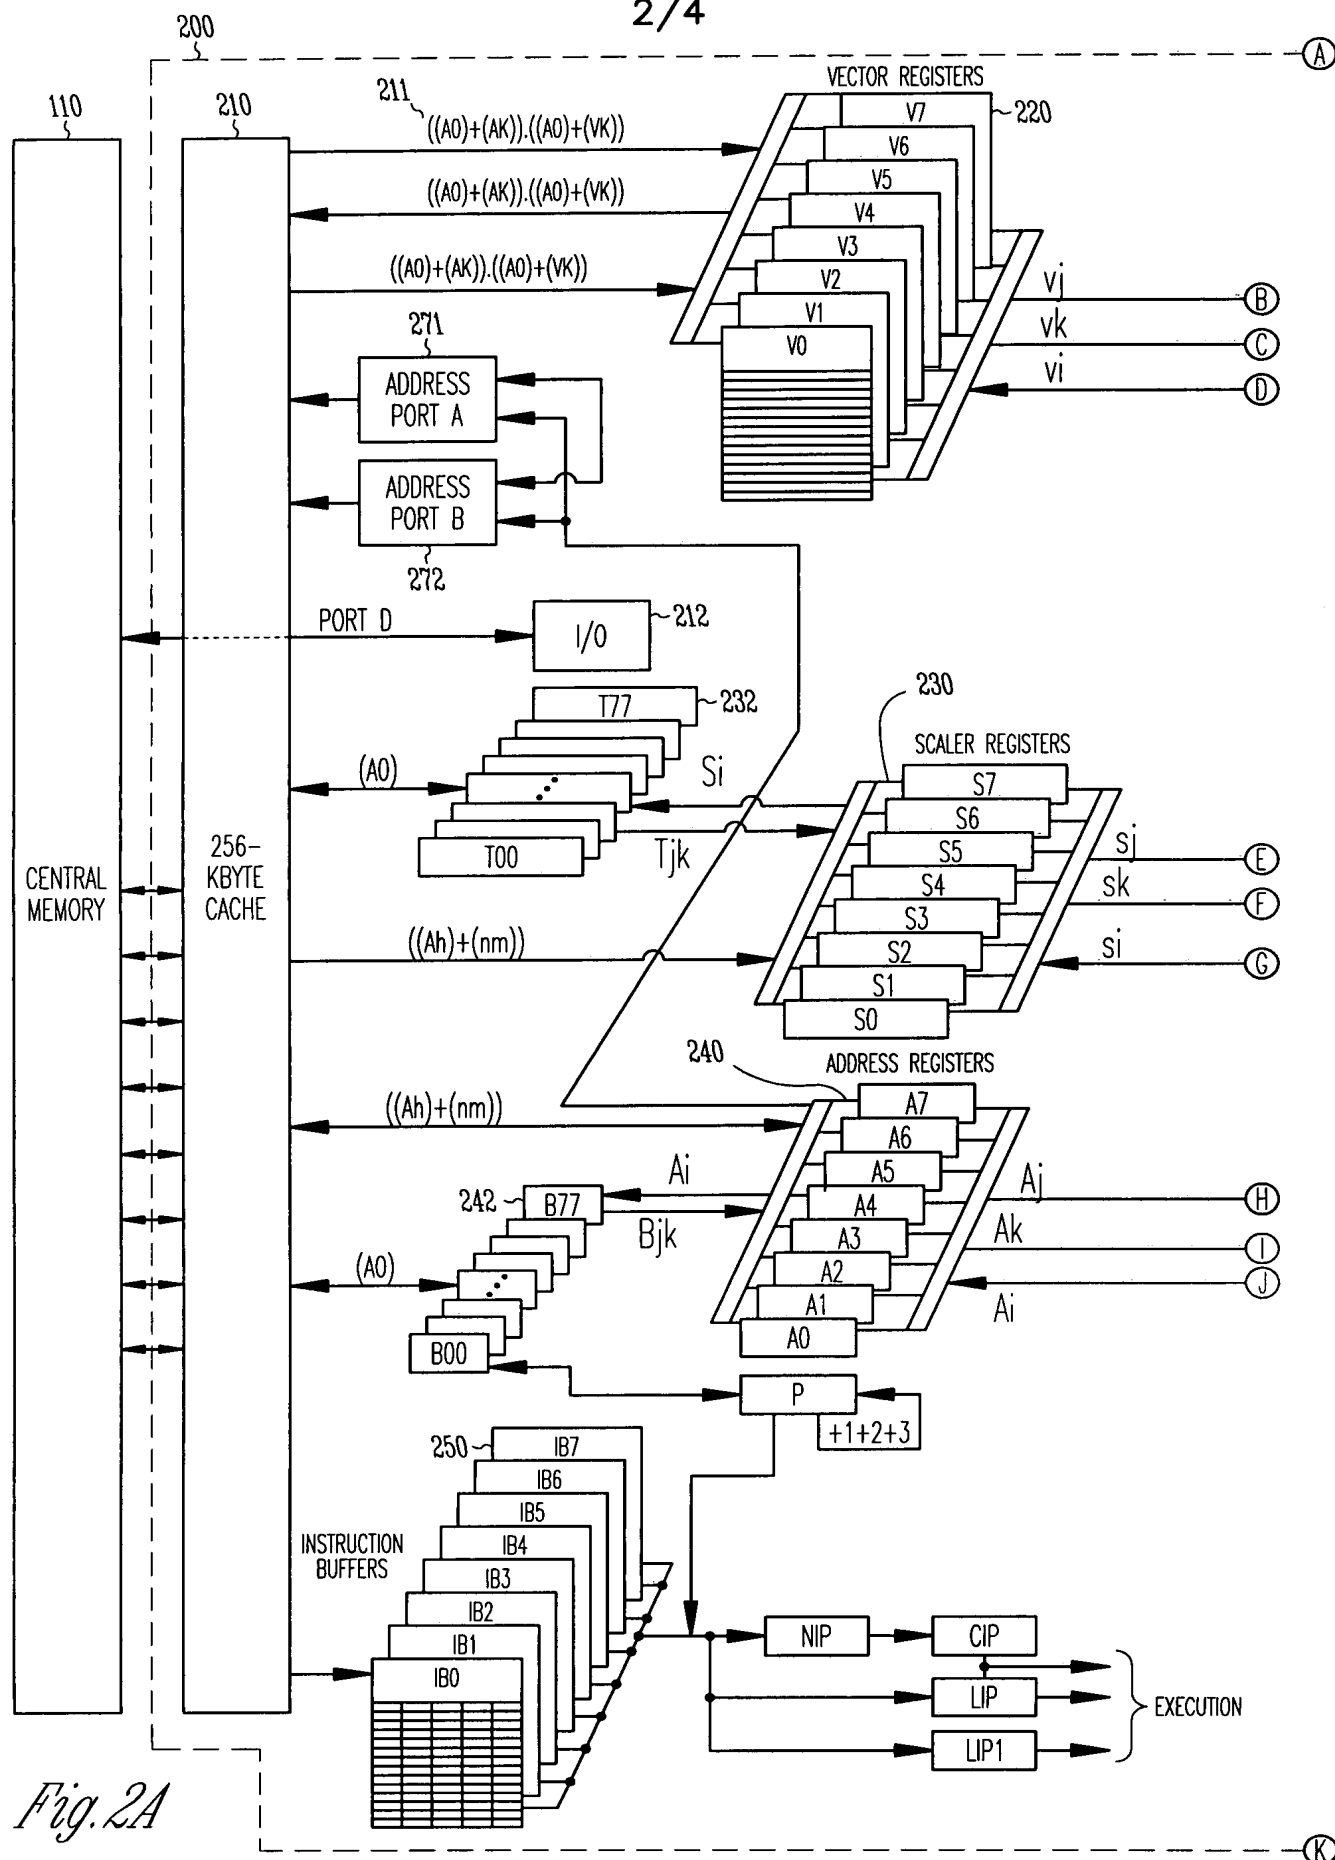 2/4
200
A
VECTOR REGISTERS
110
210
211
((A0)+(AK)).((A0)+(VK))
V7
220
V6
((A0)+(AK)).((A0)+(VK))
V5
V4
V3
((A0)+(AK)).((A0)+(VK))
V2
V1
V0
vj
B
vk
C
vi
D
271
ADDRESS
PORT A
ADDRESS
PORT B
272
PORT D
I/O
212
T77
232
230
SCALER REGISTERS
(A0)
Si
S7
S6
Tjk
S5
T00
S4
S3
S2
S1
S0
sj
E
sk
F
si
G
CENTRAL
MEMORY
256-
KBYTE
CACHE
((Ah)+(nm))
240
ADDRESS REGISTERS
((Ah)+(nm))
A7
A6
A5
A4
A3
A2
A1
A0
Ai
242
B77
Bjk
Aj
H
Ak
I
J
Ai
(A0)
B00
P
+1+2+3
250
IB7
IB6
IB5
IB4
IB3
IB2
IB1
IB0
INSTRUCTION
BUFFERS
NIP
CIP
LIP
EXECUTION
LIP1
Fig. 2A
K